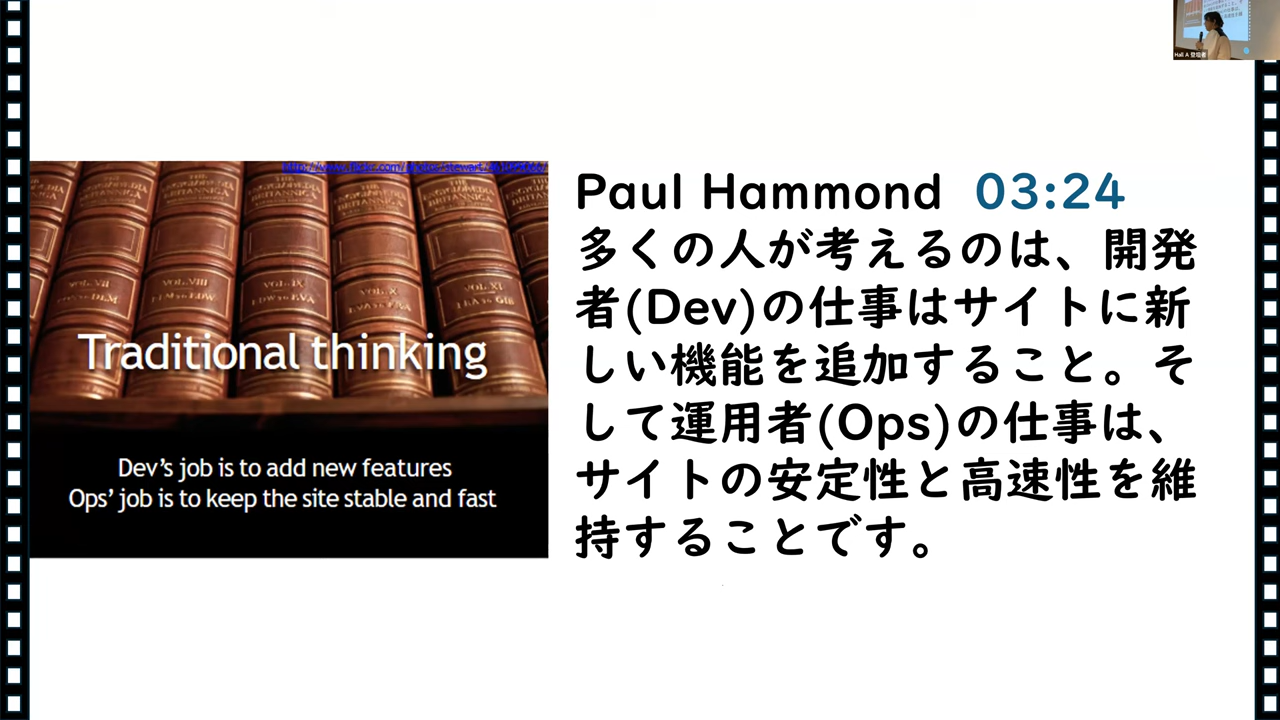 Hall A 登壇者
Traditional thinking
Dev's job is to add new features
Ops' job is to keep the site stable and fast
Paul Hammond 03:24
多くの人が考えるのは、開発
者(Dev)の仕事はサイトに新
しい機能を追加すること。そ
して運用者(Ops)の仕事は、
サイトの安定性と高速性を維
持することです。